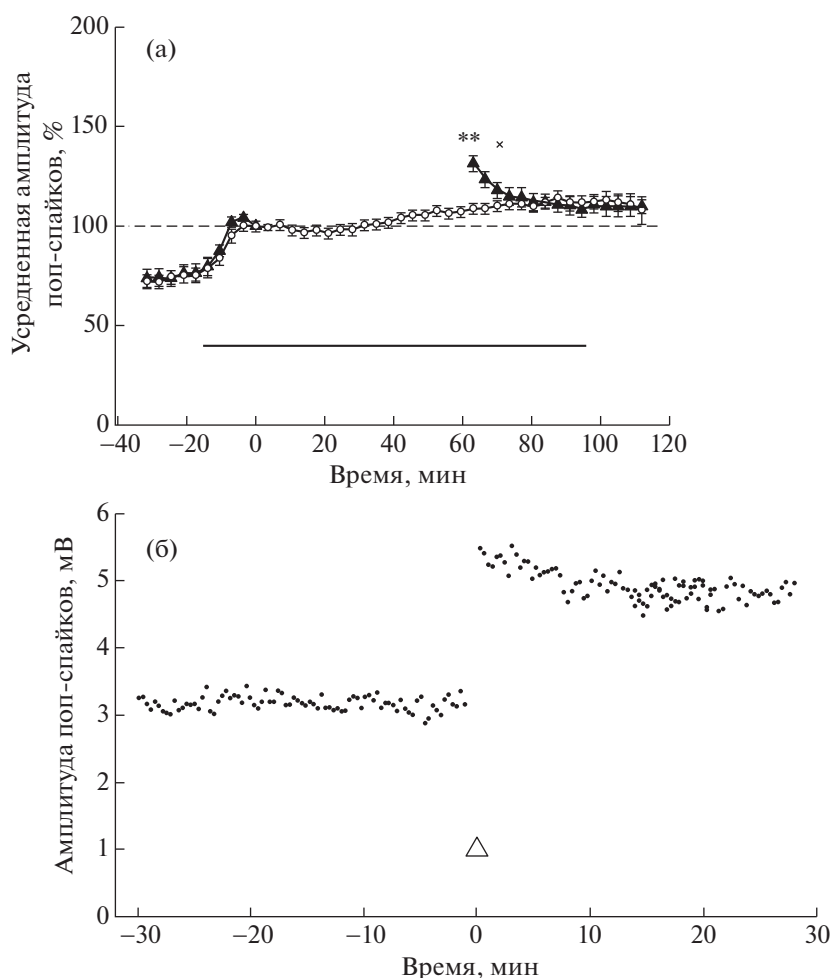 (а)
Усредненная амплитуда
поп-спайков, %
200
150
100
50
0
** ×
−40 −20 0 20 40 60 80 100 120
Время, мин
(б)
Амплитуда поп-спайков, мВ
6
5
4
3
2
1
0
−30 −20 −10 0 10 20 30
Время, мин